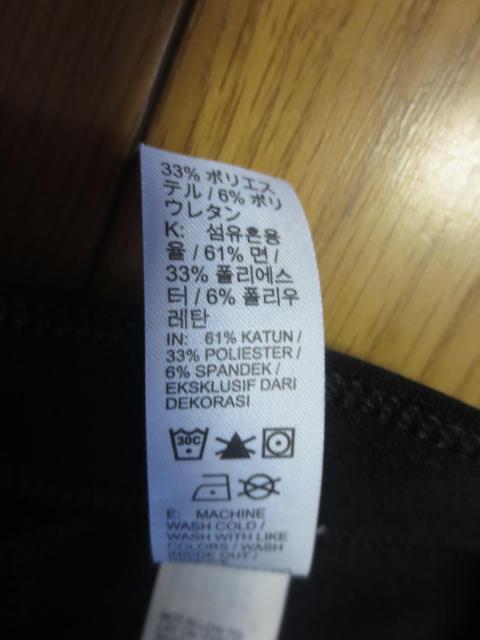 33% ポリエス
テル / 6% ポリ
ウレタン
K: 섬유혼용
율 / 61% 면 /
33% 폴리에스
터 / 6% 폴리우
레탄
IN: 61% KATUN /
33% POLIESTER /
6% SPANDEK /
EKSKLUSIF DARI
DEKORASI
30C
E: MACHINE
WASH COLD /
WASH WITH LIKE
COLORS / WASH
INSIDE OUT /